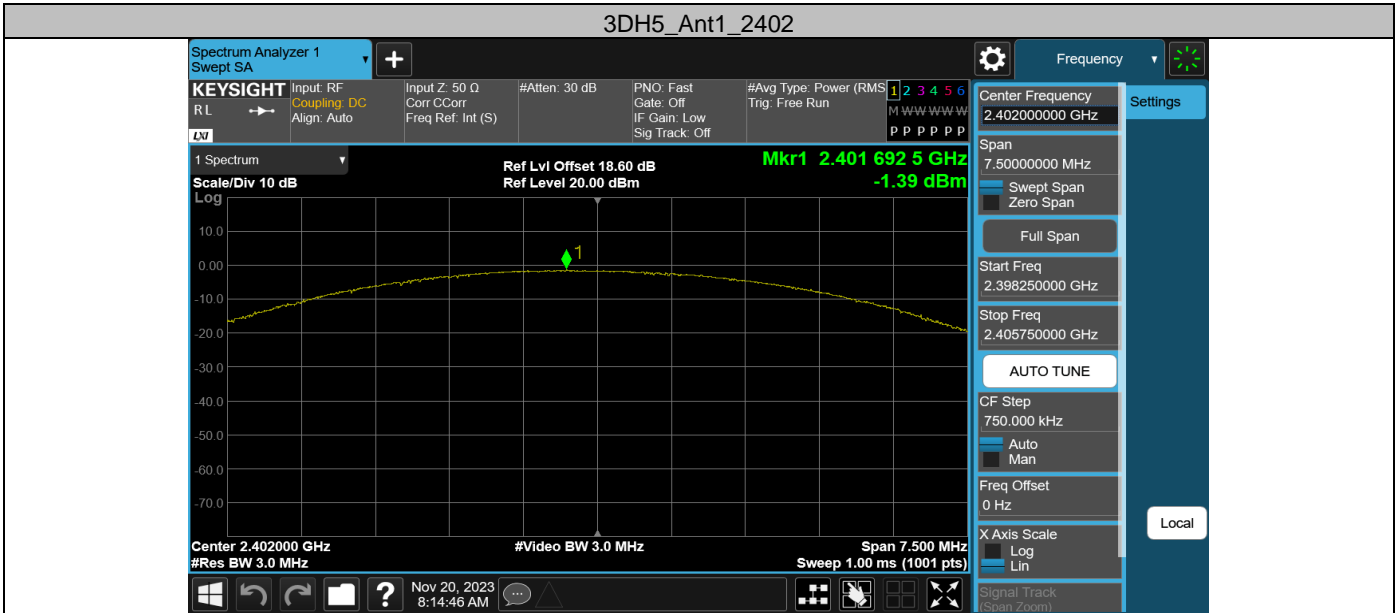 3DH5_Ant1_2402
Spectrum Analyzer 1
Swept SA
Frequency
KEYSIGHT
RL
LXI
Input: RF
Coupling: DC
Align: Auto
Input Z: 50 Ω
Corr CCorr
Freq Ref: Int (S)
#Atten: 30 dB
PNO: Fast
Gate: Off
IF Gain: Low
Sig Track: Off
#Avg Type: Power (RMS
Trig: Free Run
1 2 3 4 5 6
M W W W W W
P P P P P P
1 Spectrum
Scale/Div 10 dB
Log
Ref Lvl Offset 18.60 dB
Ref Level 20.00 dBm
Mkr1 2.401 692 5 GHz
-1.39 dBm
1
10.0
0.00
-10.0
-20.0
-30.0
-40.0
-50.0
-60.0
-70.0
Center 2.402000 GHz
#Res BW 3.0 MHz
#Video BW 3.0 MHz
Span 7.500 MHz
Sweep 1.00 ms (1001 pts)
Center Frequency
2.402000000 GHz
Span
7.50000000 MHz
Swept Span
Zero Span
Full Span
Start Freq
2.398250000 GHz
Stop Freq
2.405750000 GHz
AUTO TUNE
CF Step
750.000 kHz
Auto
Man
Freq Offset
0 Hz
X Axis Scale
Log
Lin
Signal Track
(Span Zoom)
Settings
Local
?
Nov 20, 2023
8:14:46 AM